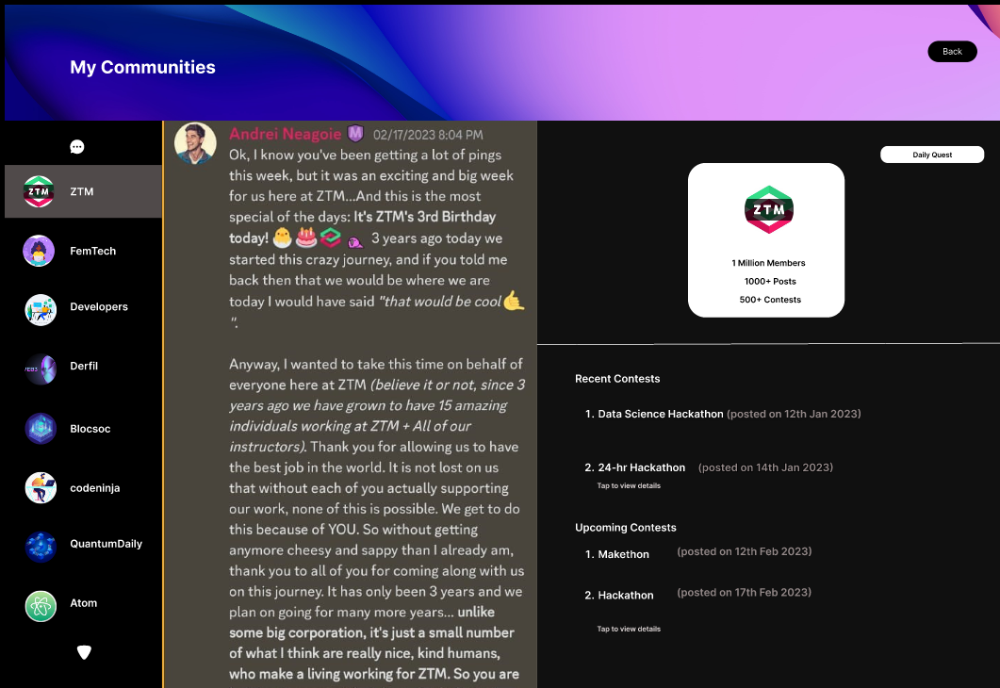 My Communities
Back
ZTM
ZTM
FemTech
Developers
Derfil
Blocsoc
codeninja
QuantumDaily
Atom
Andrei Neagoie M 02/17/2023 8:04 PM
Ok, I know you've been getting a lot of pings
this week, but it was an exciting and big week
for us here at ZTM...And this is the most
special of the days: It's ZTM's 3rd Birthday
today! 3 years ago today we
started this crazy journey, and if you told me
back then that we would be where we are
today I would have said "that would be cool
".
Anyway, I wanted to take this time on behalf of
everyone here at ZTM (believe it or not, since 3
years ago we have grown to have 15 amazing
individuals working at ZTM + All of our
instructors). Thank you for allowing us to have
the best job in the world. It is not lost on us
that without each of you actually supporting
our work, none of this is possible. We get to do
this because of YOU. So without getting
anymore cheesy and sappy than I already am,
thank you to all of you for coming along with us
on this journey. It has only been 3 years and we
plan on going for many more years... unlike
some big corporation, it's just a small number
of what I think are really nice, kind humans,
who make a living working for ZTM. So you are
Daily Quest
ZTM
1 Million Members
1000+ Posts
500+ Contests
Recent Contests
1. Data Science Hackathon (posted on 12th Jan 2023)
2. 24-hr Hackathon (posted on 14th Jan 2023)
Tap to view details
Upcoming Contests
1. Makethon (posted on 12th Feb 2023)
2. Hackathon (posted on 17th Feb 2023)
Tap to view details